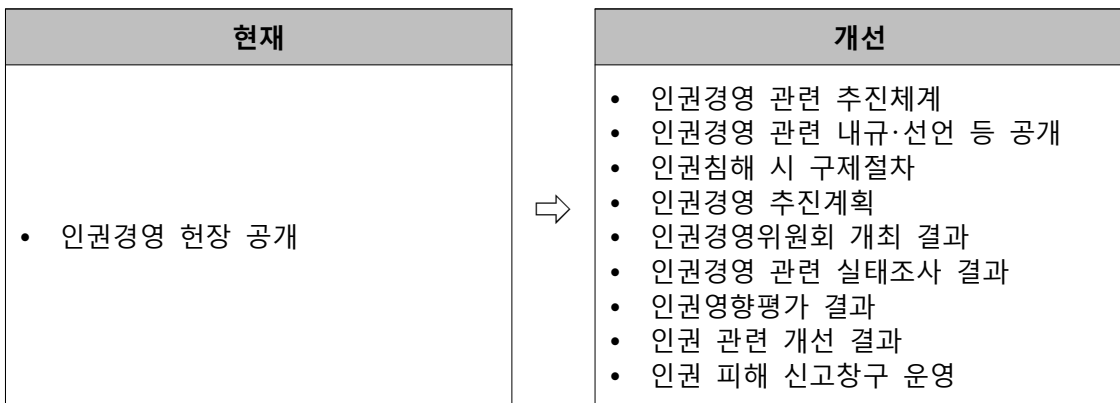 현재
• 인권경영 헌장 공개
⇨
개선
• 인권경영 관련 추진체계
• 인권경영 관련 내규·선언 등 공개
• 인권침해 시 구제절차
• 인권경영 추진계획
• 인권경영위원회 개최 결과
• 인권경영 관련 실태조사 결과
• 인권영향평가 결과
• 인권 관련 개선 결과
• 인권 피해 신고창구 운영